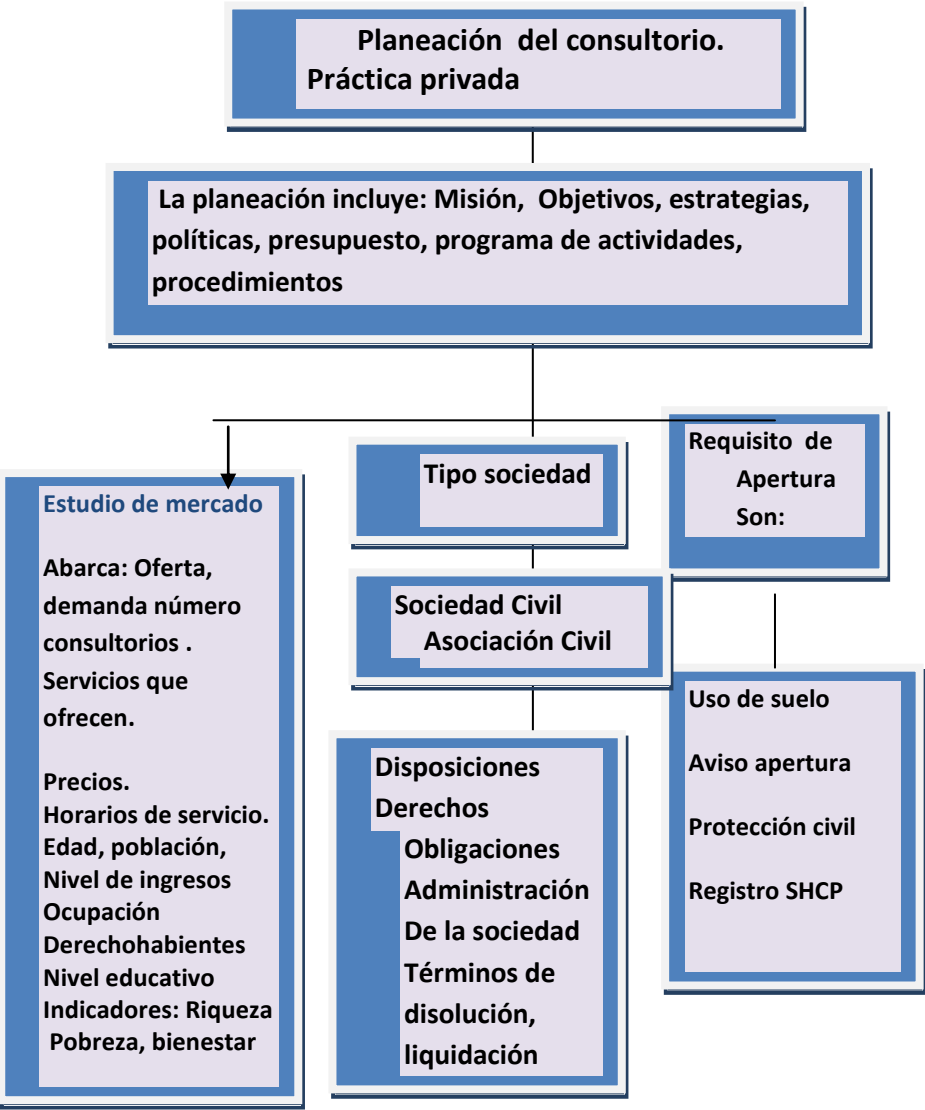 Planeación del consultorio.
Práctica privada
La planeación incluye: Misión, Objetivos, estrategias,
políticas, presupuesto, programa de actividades,
procedimientos
Estudio de mercado
Abarca: Oferta,
demanda número
consultorios .
Servicios que
ofrecen.
Precios.
Horarios de servicio.
Edad, población,
Nivel de ingresos
Ocupación
Derechohabientes
Nivel educativo
Indicadores: Riqueza
Pobreza, bienestar
Tipo sociedad
Sociedad Civil
Asociación Civil
Disposiciones
Derechos
Obligaciones
Administración
De la sociedad
Términos de
disolución,
liquidación
Requisito de
Apertura
Son:
Uso de suelo
Aviso apertura
Protección civil
Registro SHCP